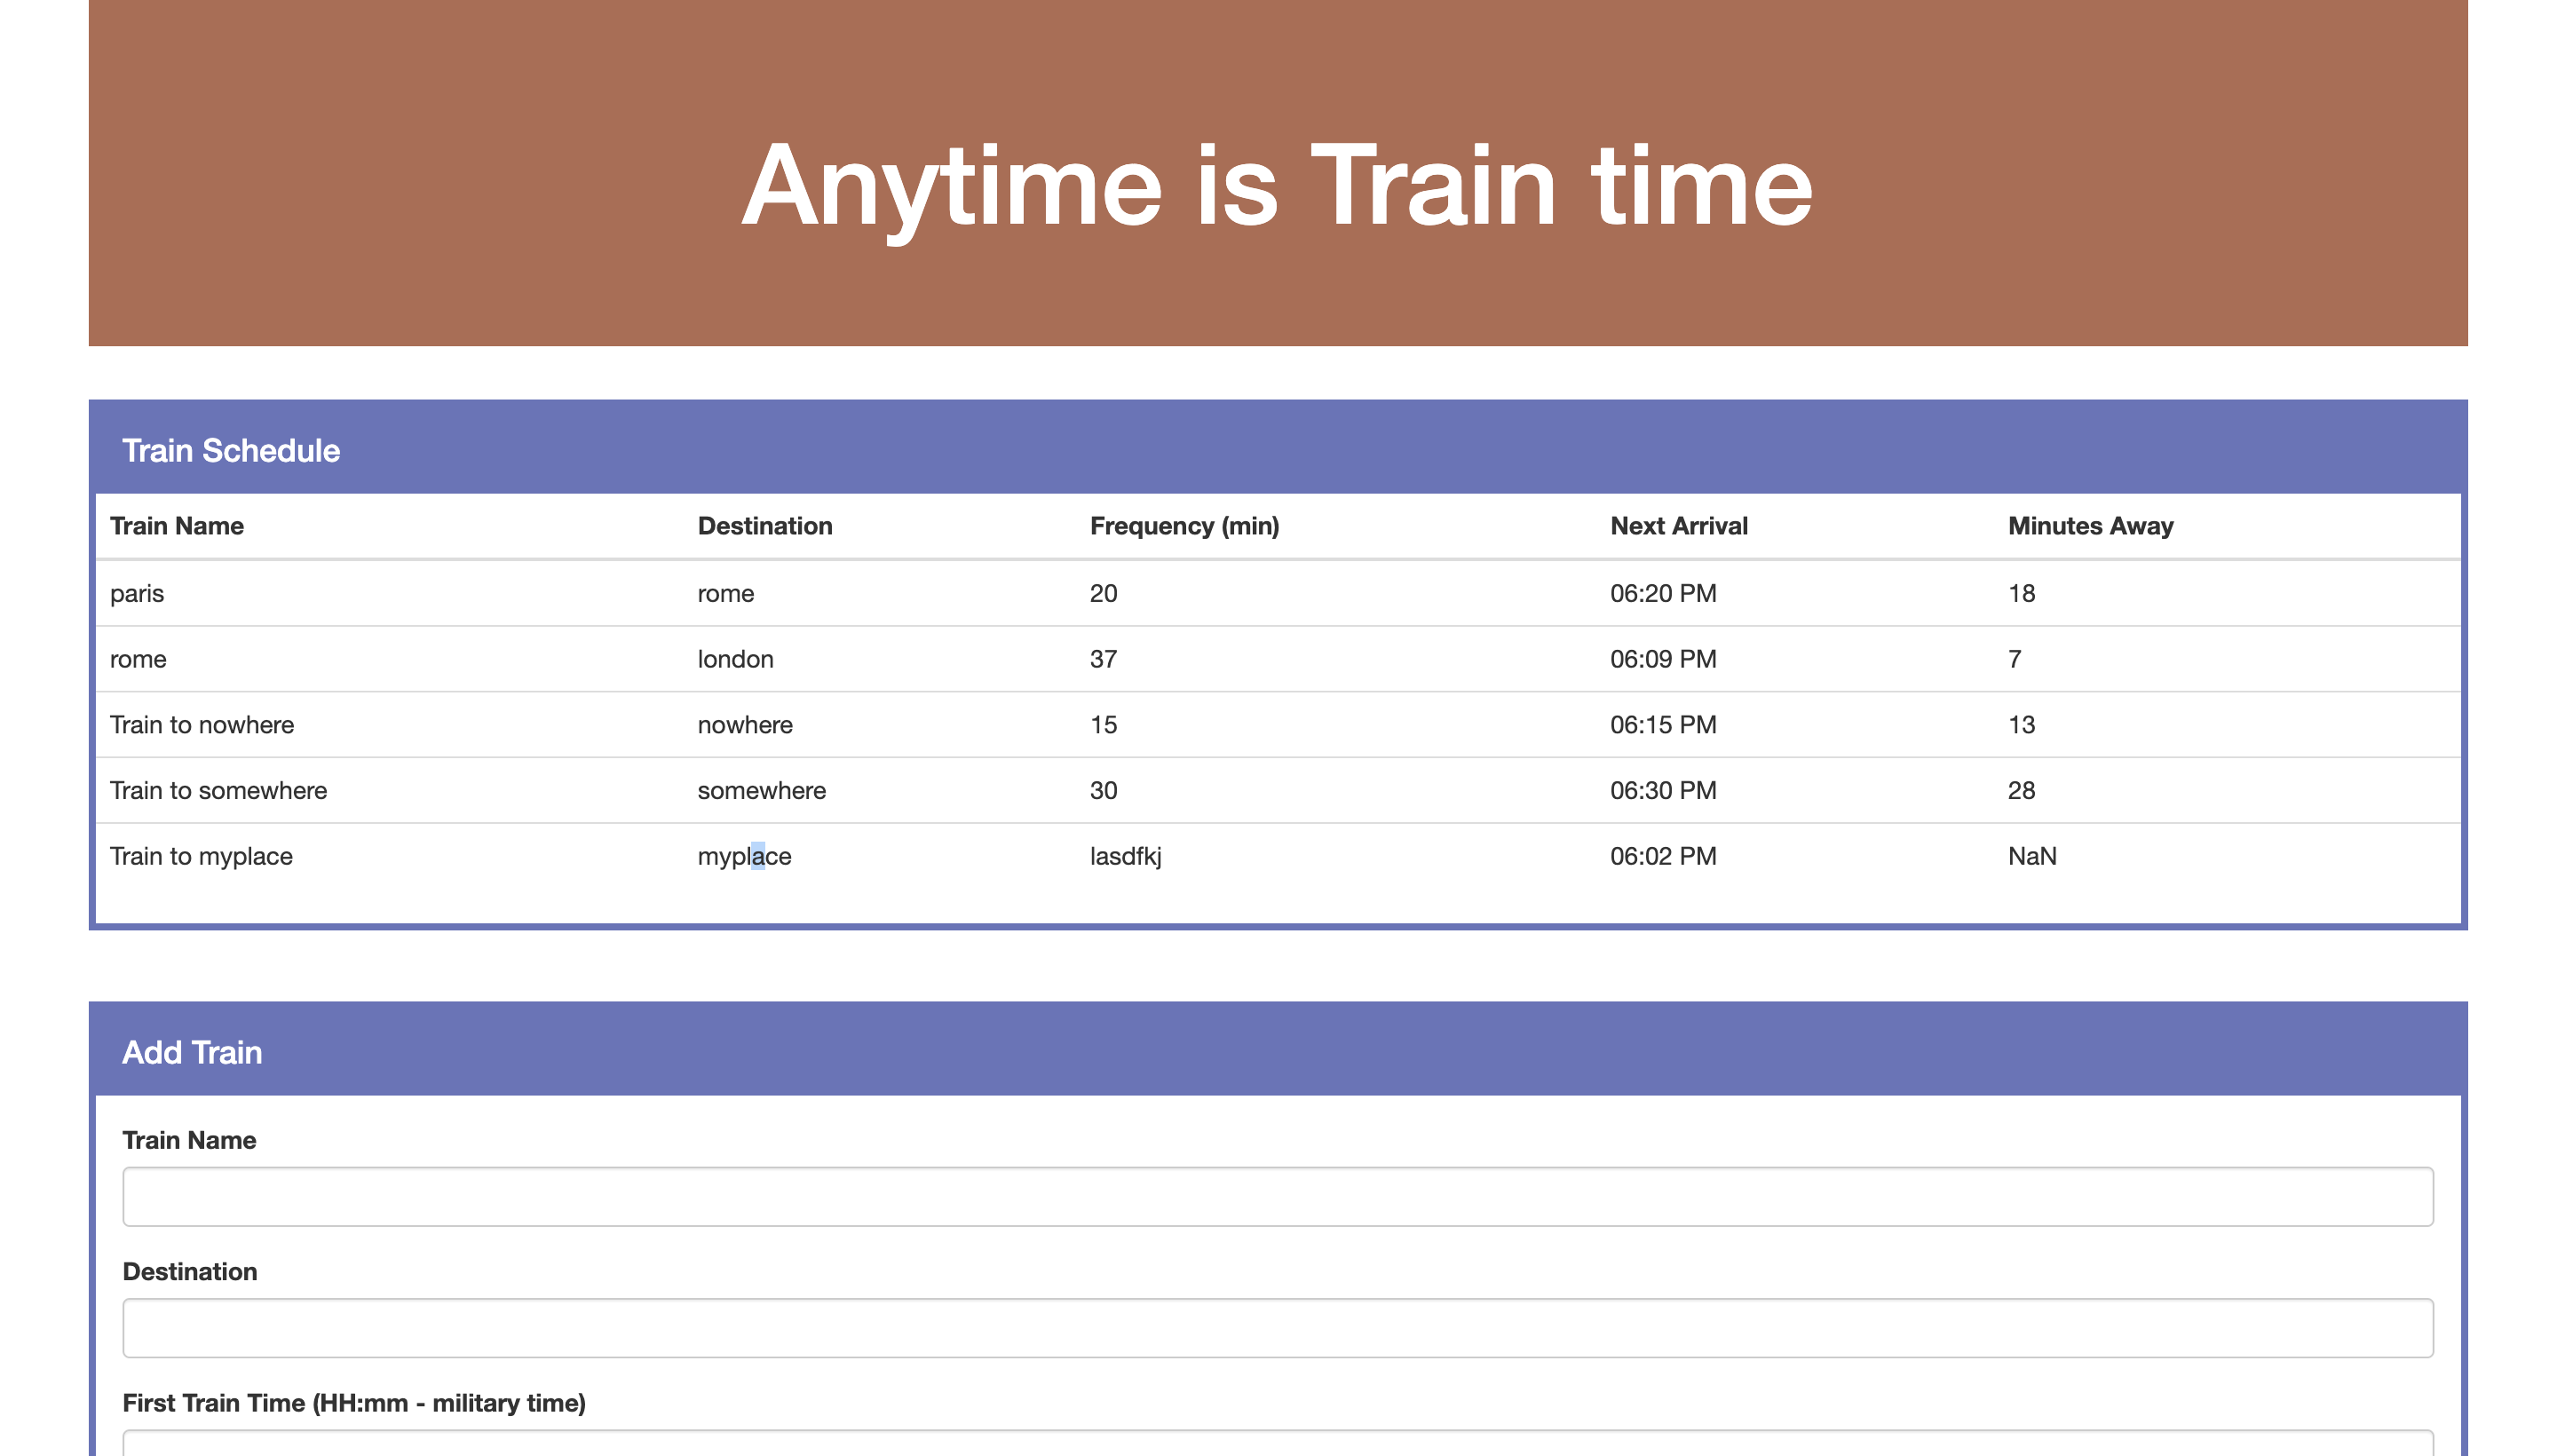 Anytime is Train time
Train Schedule
Train Name Destination Frequency (min) Next Arrival Minutes Away
paris rome 20 06:20 PM 18
rome london 37 06:09 PM 7
Train to nowhere nowhere 15 06:15 PM 13
Train to somewhere somewhere 30 06:30 PM 28
Train to myplace myplace lasdfkj 06:02 PM NaN
Add Train
Train Name
Destination
First Train Time (HH:mm - military time)